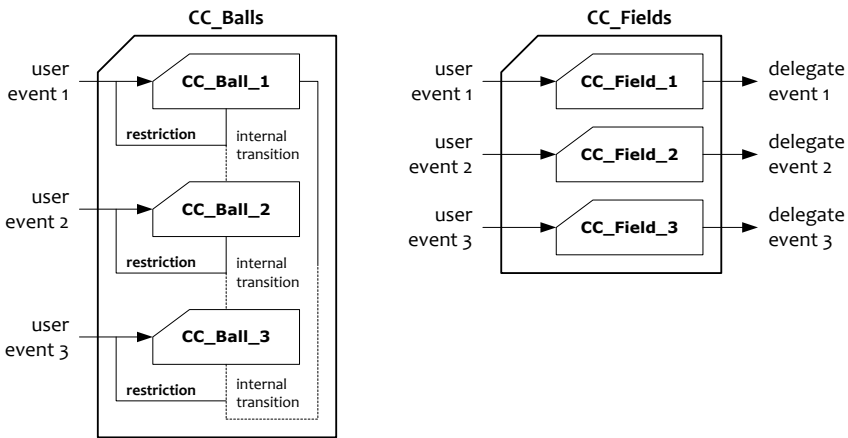 CC_Balls
user
event 1
CC_Ball_1
restriction
internal
transition
user
event 2
CC_Ball_2
restriction
internal
transition
user
event 3
CC_Ball_3
restriction
internal
transition
CC_Fields
user
event 1
CC_Field_1
delegate
event 1
user
event 2
CC_Field_2
delegate
event 2
user
event 3
CC_Field_3
delegate
event 3